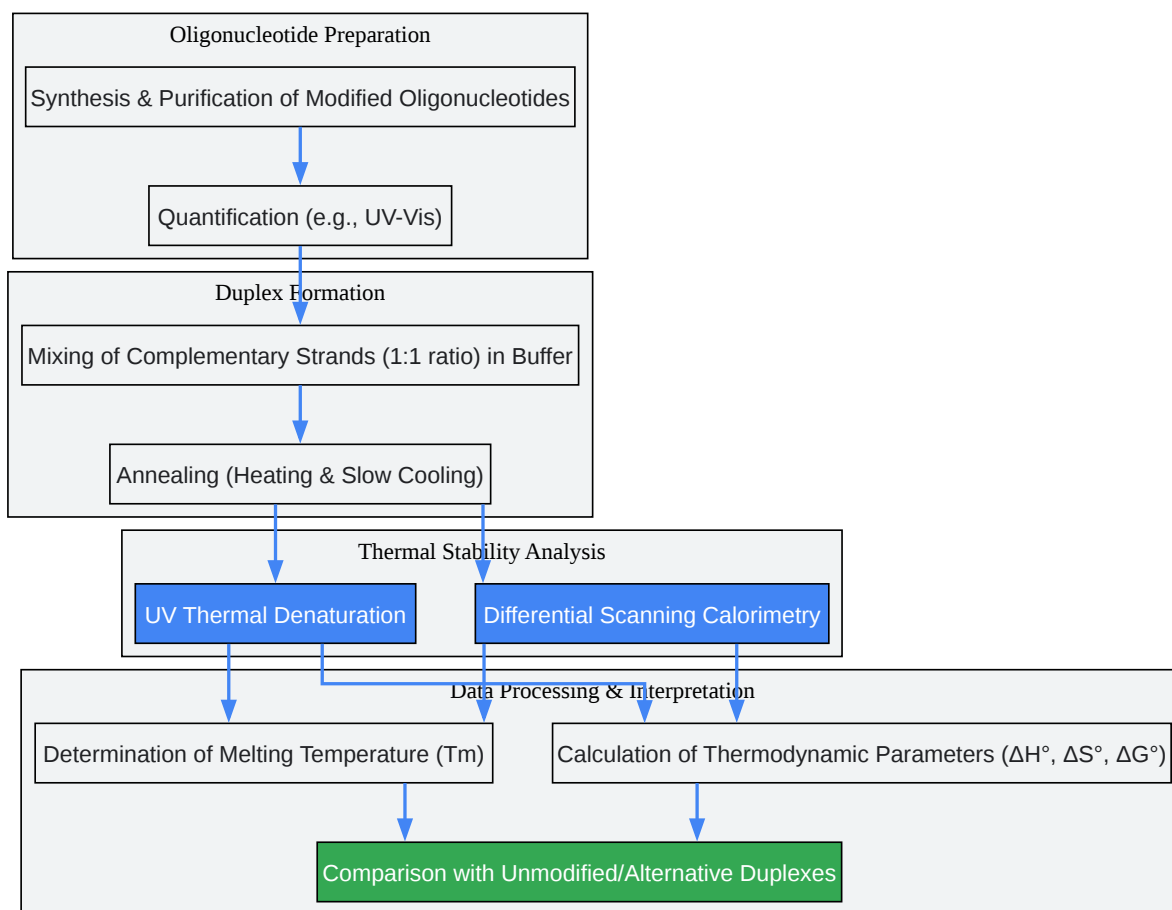 Oligonucleotide Preparation
Synthesis & Purification of Modified Oligonucleotides
Quantification (e.g., UV-Vis)
Duplex Formation
Mixing of Complementary Strands (1:1 ratio) in Buffer
Annealing (Heating & Slow Cooling)
Thermal Stability Analysis
UV Thermal Denaturation
Differential Scanning Calorimetry
Data Processing & Interpretation
Determination of Melting Temperature (Tm)
Calculation of Thermodynamic Parameters (ΔH°, ΔS°, ΔG°)
Comparison with Unmodified/Alternative Duplexes